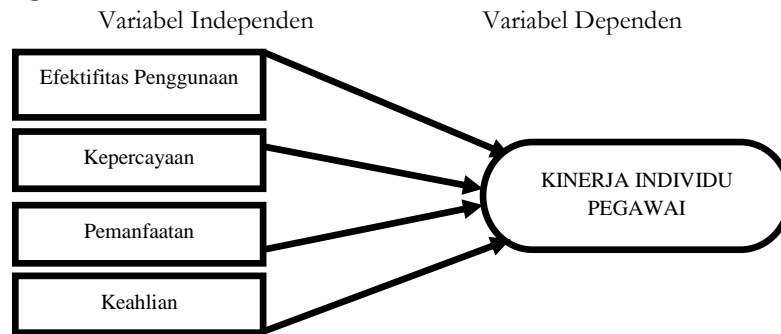 Variabel Independen
Variabel Dependen
Efektifitas Penggunaan
Kepercayaan
Pemanfaatan
Keahlian
KINERJA INDIVIDU
PEGAWAI